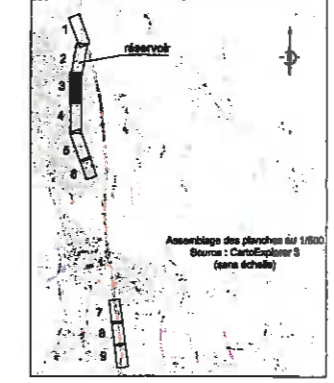 1
2
réservoir
3
4
5
6
Assemblage des planches au 1/500
Source : CartoExplorer 3
(sans échelle)
7
8
9